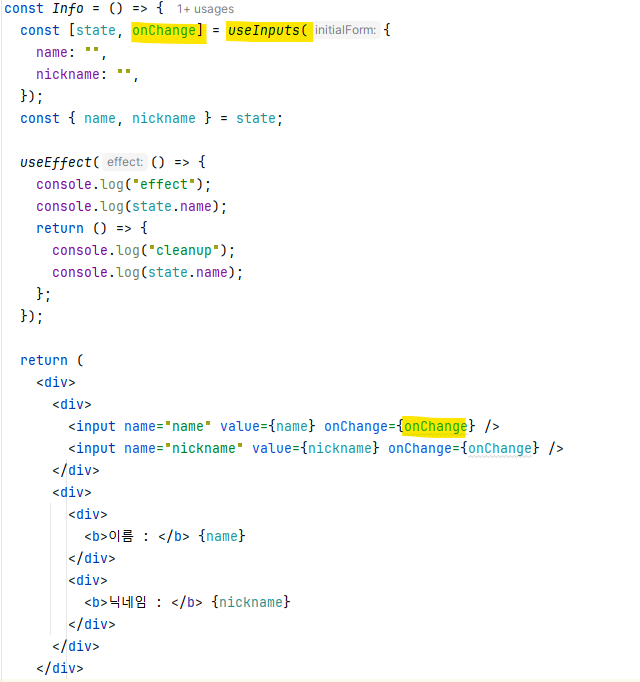 const Info = () => { 1+ usages
const [state, onChange] = useInputs( initialForm: {
name: "",
nickname: "",
});
const { name, nickname } = state;
useEffect( effect: () => {
console.log("effect");
console.log(state.name);
return () => {
console.log("cleanup");
console.log(state.name);
};
});
return (
<div>
<div>
<input name="name" value={name} onChange={onChange} />
<input name="nickname" value={nickname} onChange={onChange} />
</div>
<div>
<div>
<b>이름 : </b> {name}
</div>
<div>
<b>닉네임 : </b> {nickname}
</div>
</div>
</div>